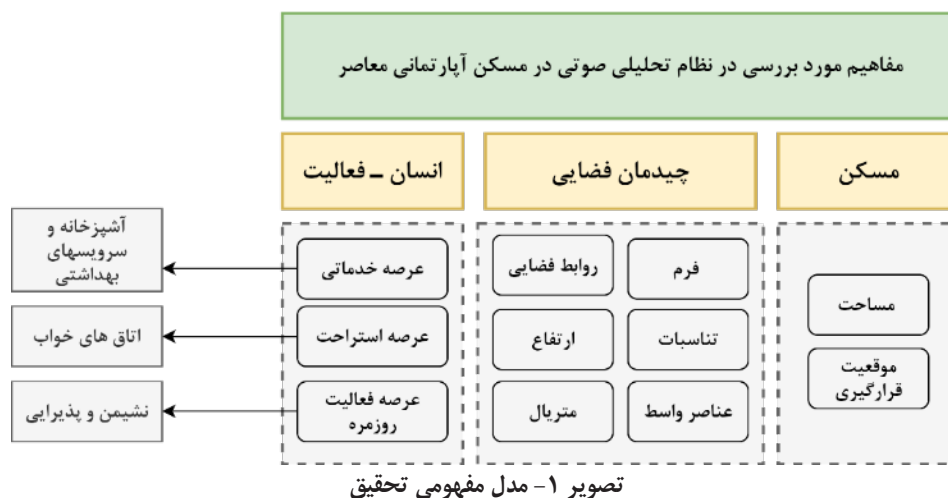 مفاهیم مورد بررسی در نظام تحلیلی صوتی در مسکن آپارتمانی معاصر
مسکن
چیدمان فضایی
انسان ــ فعالیت
مساحت
موقعیت
قرارگیری
فرم
روابط فضایی
تناسبات
ارتفاع
عناصر واسط
متریال
عرصه خدماتی
عرصه استراحت
عرصه فعالیت
روزمره
آشپزخانه و
سرویسهای
بهداشتی
اتاق های خواب
نشیمن و پذیرایی
تصویر ۱- مدل مفهومی تحقیق